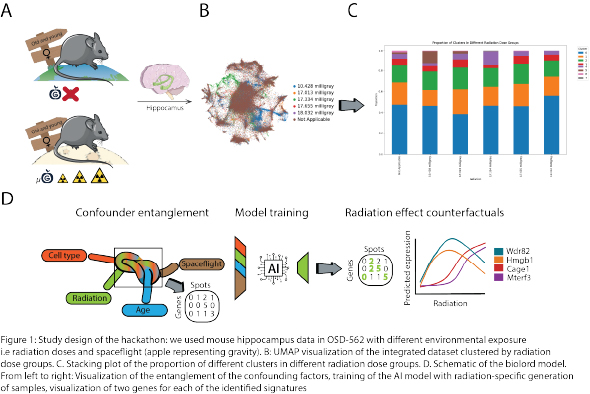 A
B
C
Old and young
G
Old and young
μG
Hippocampus
10.428 milligray
17.013 milligray
17.334 milligray
17.655 milligray
18.032 milligray
Not Applicable
Proportion of Clusters in Different Radiation Dose Groups
D
Confounder entanglement
Model training
Radiation effect counterfactuals
Cell type
Spaceflight
Radiation
Age
Spots
Genes
0 1 2 1
0 0 5 0
0 1 1 3
AI
Spots
Genes
0 2 2 1
0 2 5 0
0 1 1 5
Predicted expression
Radiation
Wdr82
Hmgb1
Cage1
Mterf3
Figure 1: Study design of the hackathon: we used mouse hippocampus data in OSD-562 with different environmental exposure
i.e radiation doses and spaceflight (apple representing gravity). B: UMAP visualization of the integrated dataset clustered by radiation
dose groups. C. Stacking plot of the proportion of different clusters in different radiation dose groups. D. Schematic of the biolord model.
From left to right: Visualization of the entanglement of the confounding factors, training of the AI model with radiation-specific generation
of samples, visualization of two genes for each of the identified signatures